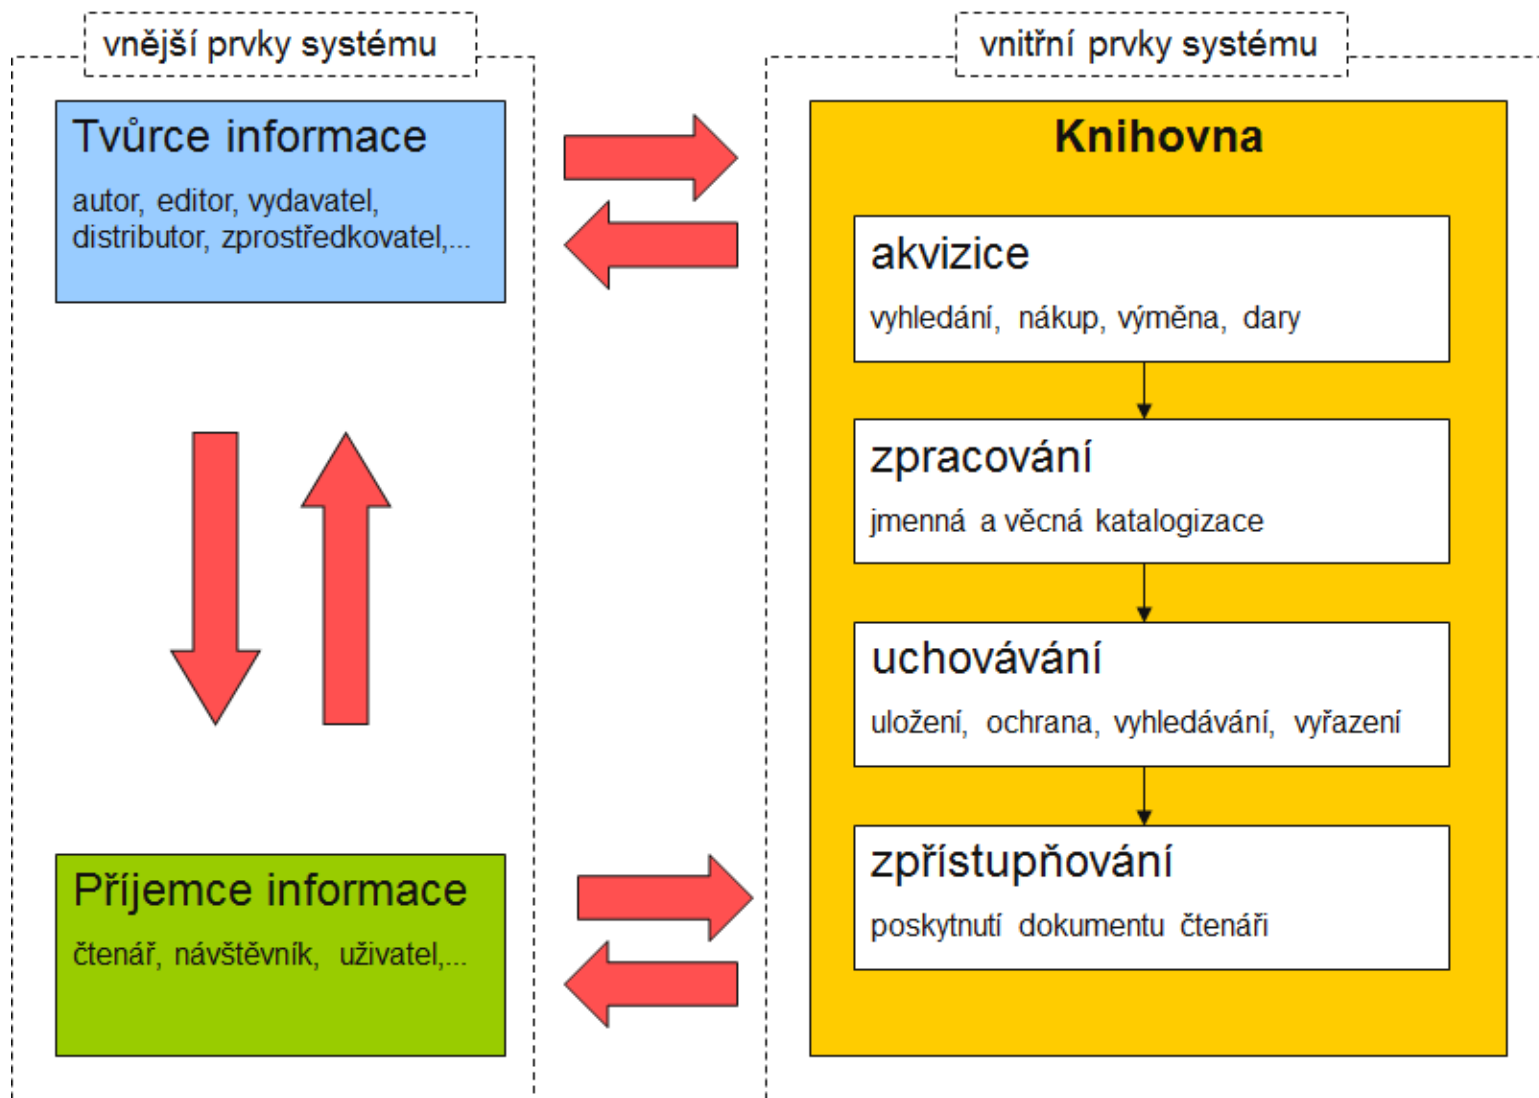 vnější prvky systému
Tvůrce informace
autor, editor, vydavatel,
distributor, zprostředkovatel,...
Příjemce informace
čtenář, návštěvník, uživatel,...
vnitřní prvky systému
Knihovna
akvizice
vyhledání, nákup, výměna, dary
zpracování
jmenná a věcná katalogizace
uchovávání
uložení, ochrana, vyhledávání, vyřazení
zpřístupňování
poskytnutí dokumentu čtenáři